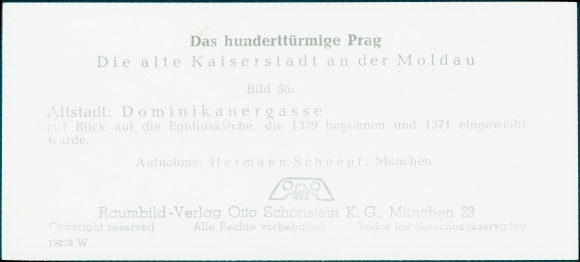 Das hunderttürmige Prag
Die alte Kaiserstadt an der Moldau
Bild 56:
Altstadt: Dominikanergasse
mit Blick auf die Egidiuskirche, die 1339 begonnen und 1371 eingeweiht
wurde.
Aufnahme: Hermann Schoepf, München
Raumbild-Verlag Otto Schönstein K. G., München 23
Copyright reserved Alle Rechte vorbehalten Todos los derechos reservados
19208 W